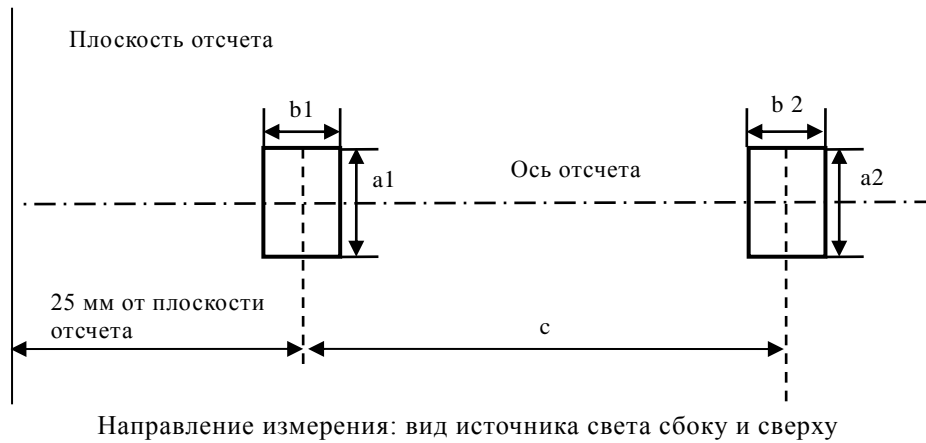 Плоскость отсчета
b1
b 2
a1
Ось отсчета
a2
25 мм от плоскости
отсчета
c
Направление измерения: вид источника света сбоку и сверху